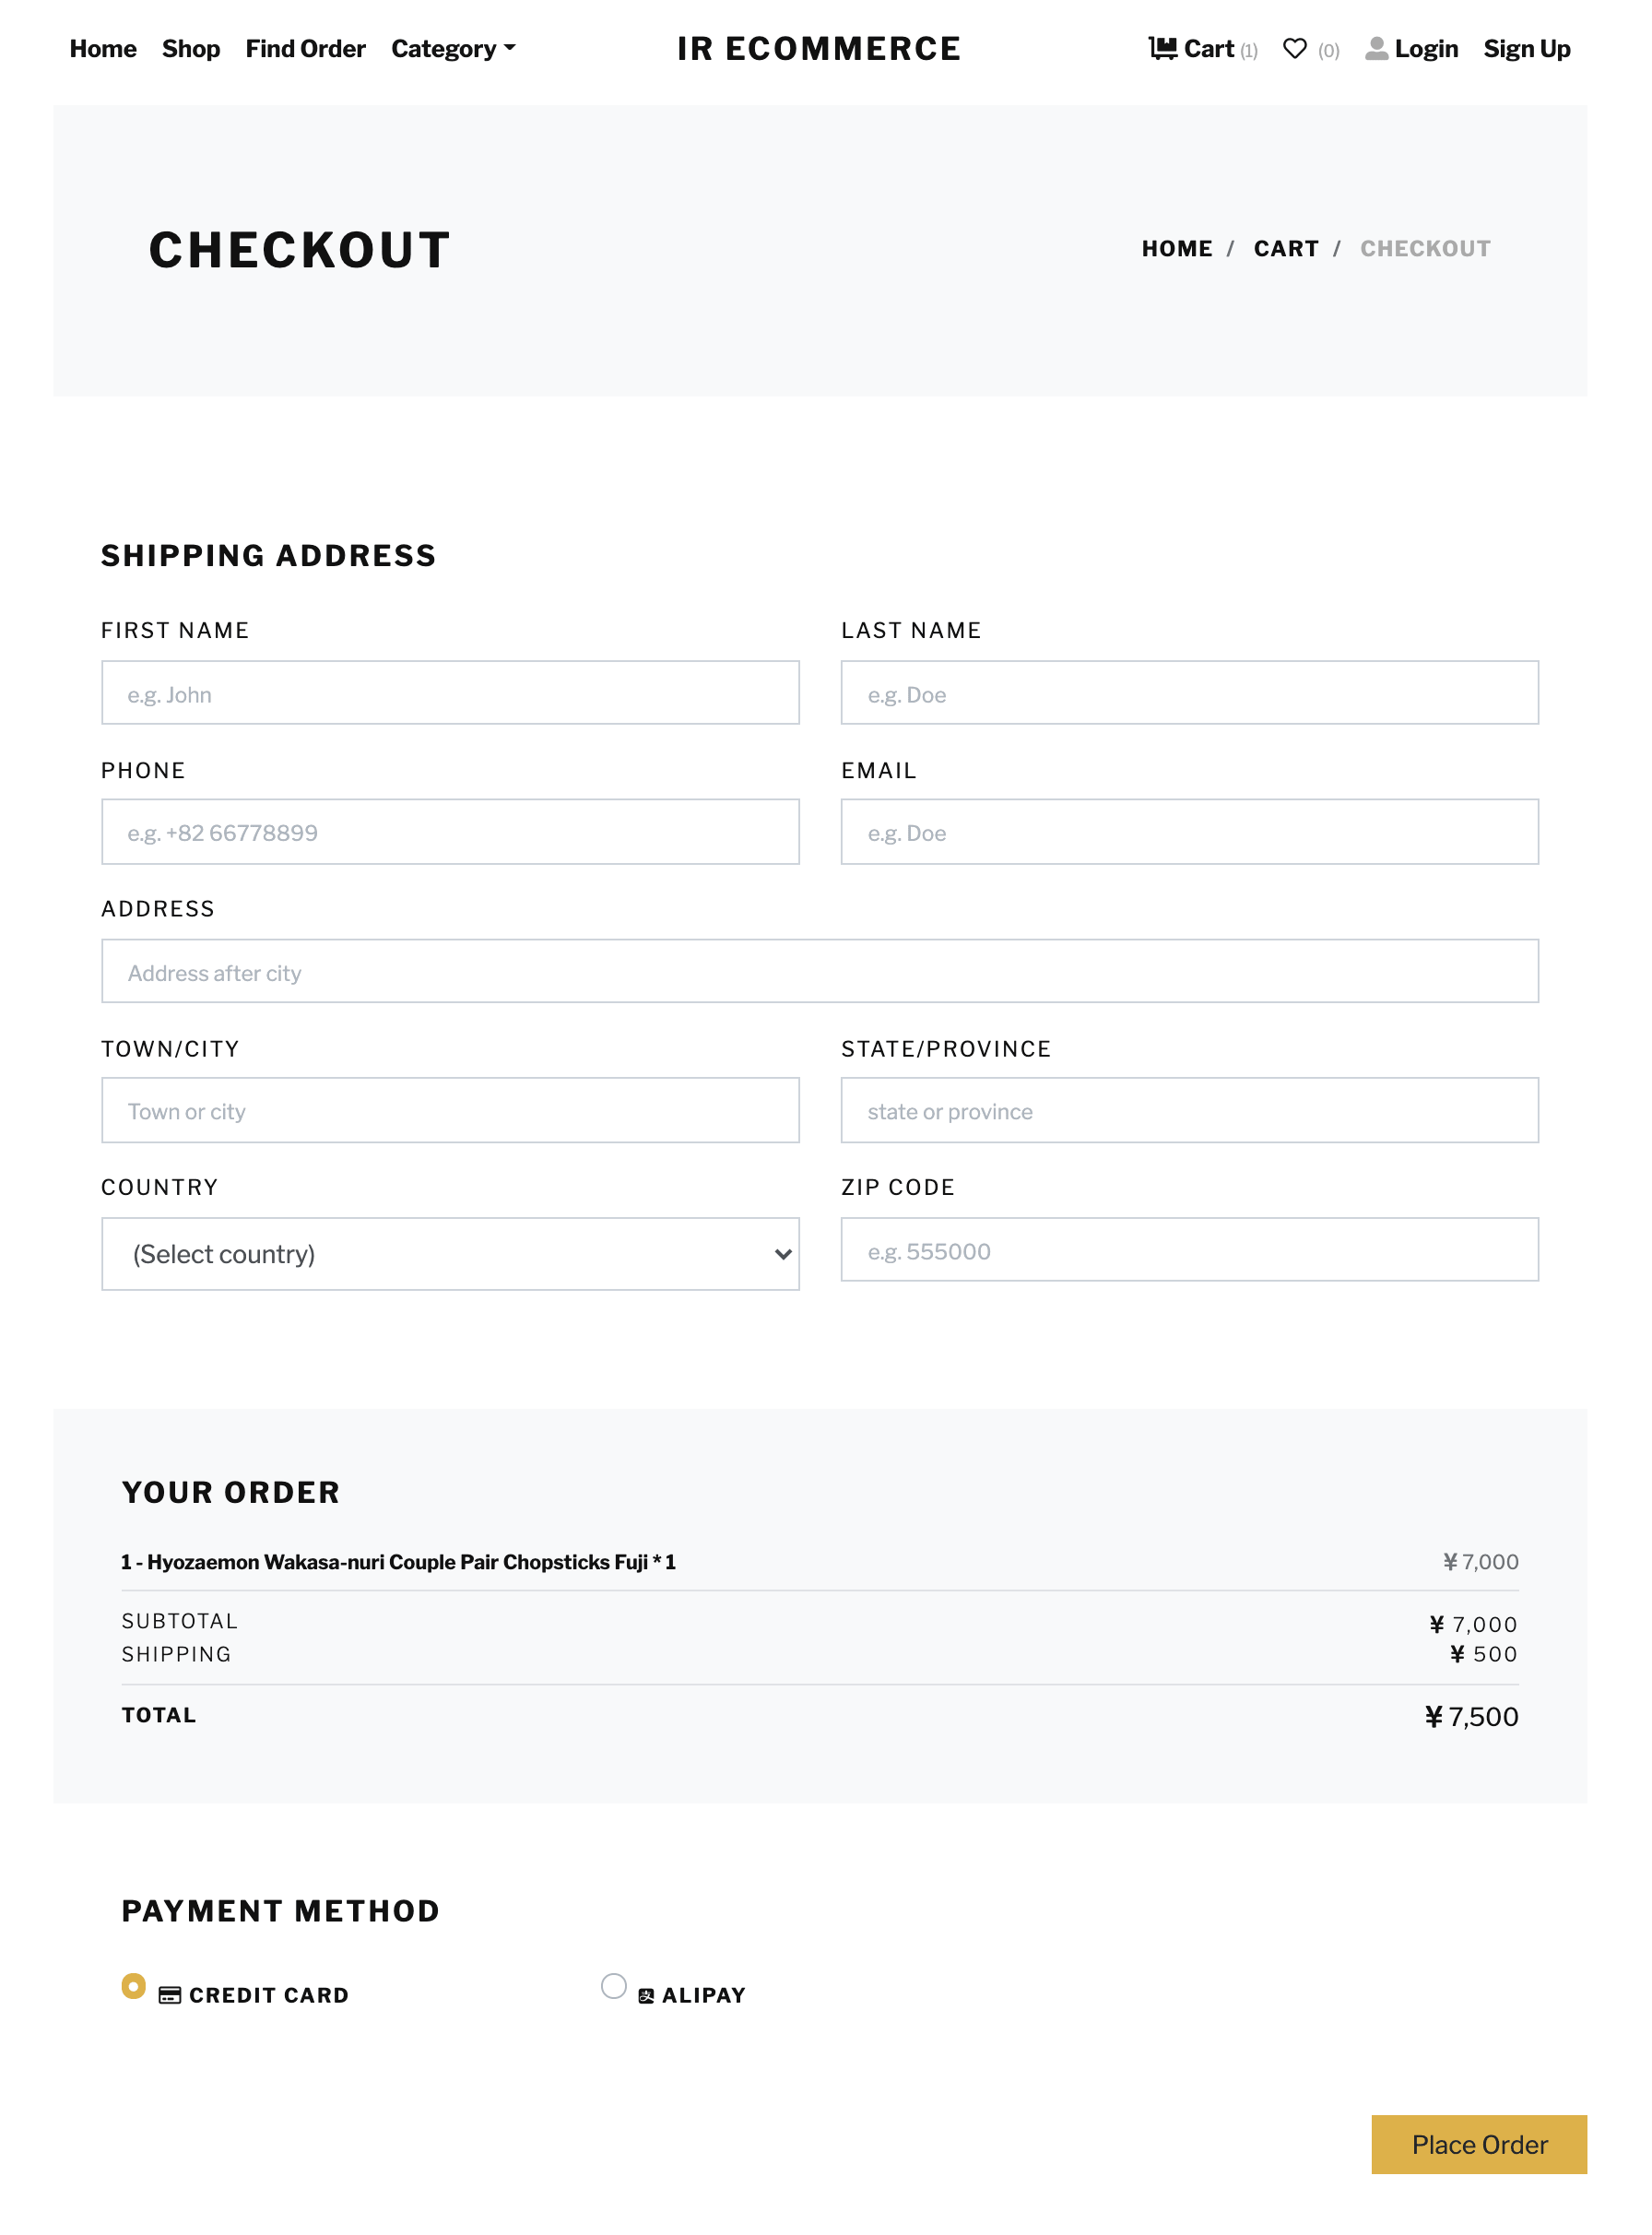 Home Shop Find Order Category IR ECOMMERCE Cart (1) (0) Login Sign Up
CHECKOUT HOME / CART / CHECKOUT
SHIPPING ADDRESS
FIRST NAME LAST NAME
e.g. John e.g. Doe
PHONE EMAIL
e.g. +82 66778899 e.g. Doe
ADDRESS
Address after city
TOWN/CITY STATE/PROVINCE
Town or city state or province
COUNTRY ZIP CODE
(Select country) e.g. 555000
YOUR ORDER
1 - Hyozaemon Wakasa-nuri Couple Pair Chopsticks Fuji * 1 ¥ 7,000
SUBTOTAL ¥ 7,000
SHIPPING ¥ 500
TOTAL ¥ 7,500
PAYMENT METHOD
CREDIT CARD ALIPAY
Place Order